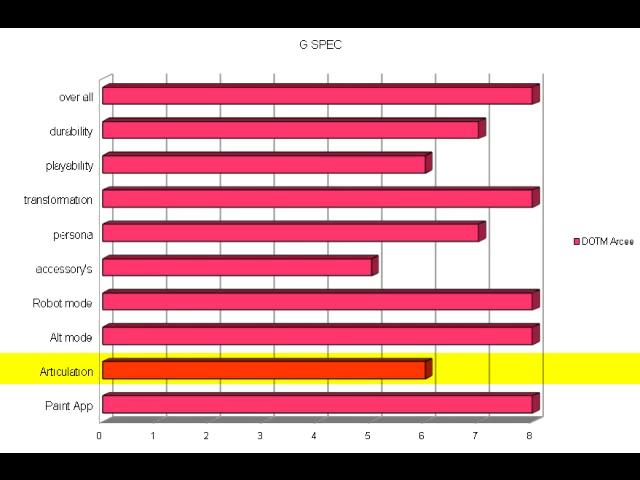 G SPEC
over all
durability
playability
transformation
persona
accessory's
Robot mode
Alt mode
Articulation
Paint App
0 1 2 3 4 5 6 7 8
DOTM Arcee